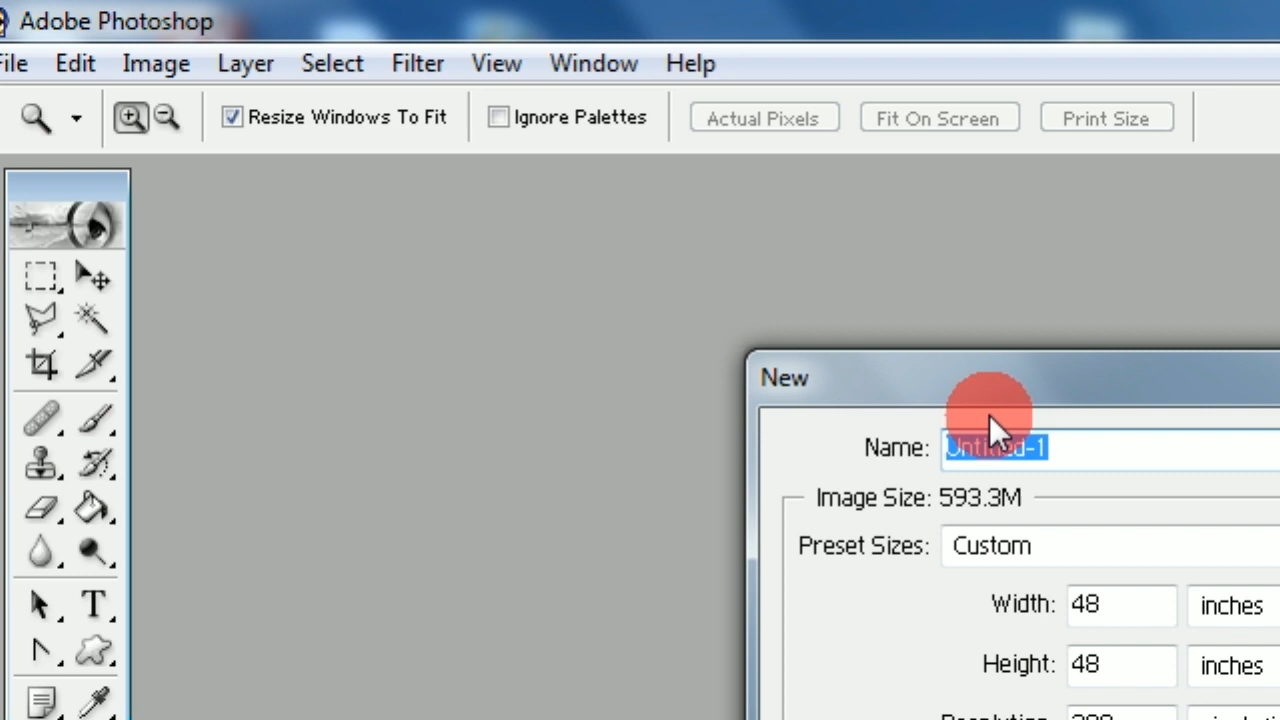 Adobe Photoshop
File Edit Image Layer Select Filter View Window Help
Resize Windows To Fit Ignore Palettes Actual Pixels Fit On Screen Print Size
New
Name: Untitled-1
Image Size: 593.3M
Preset Sizes: Custom
Width: 48 inches
Height: 48 inches